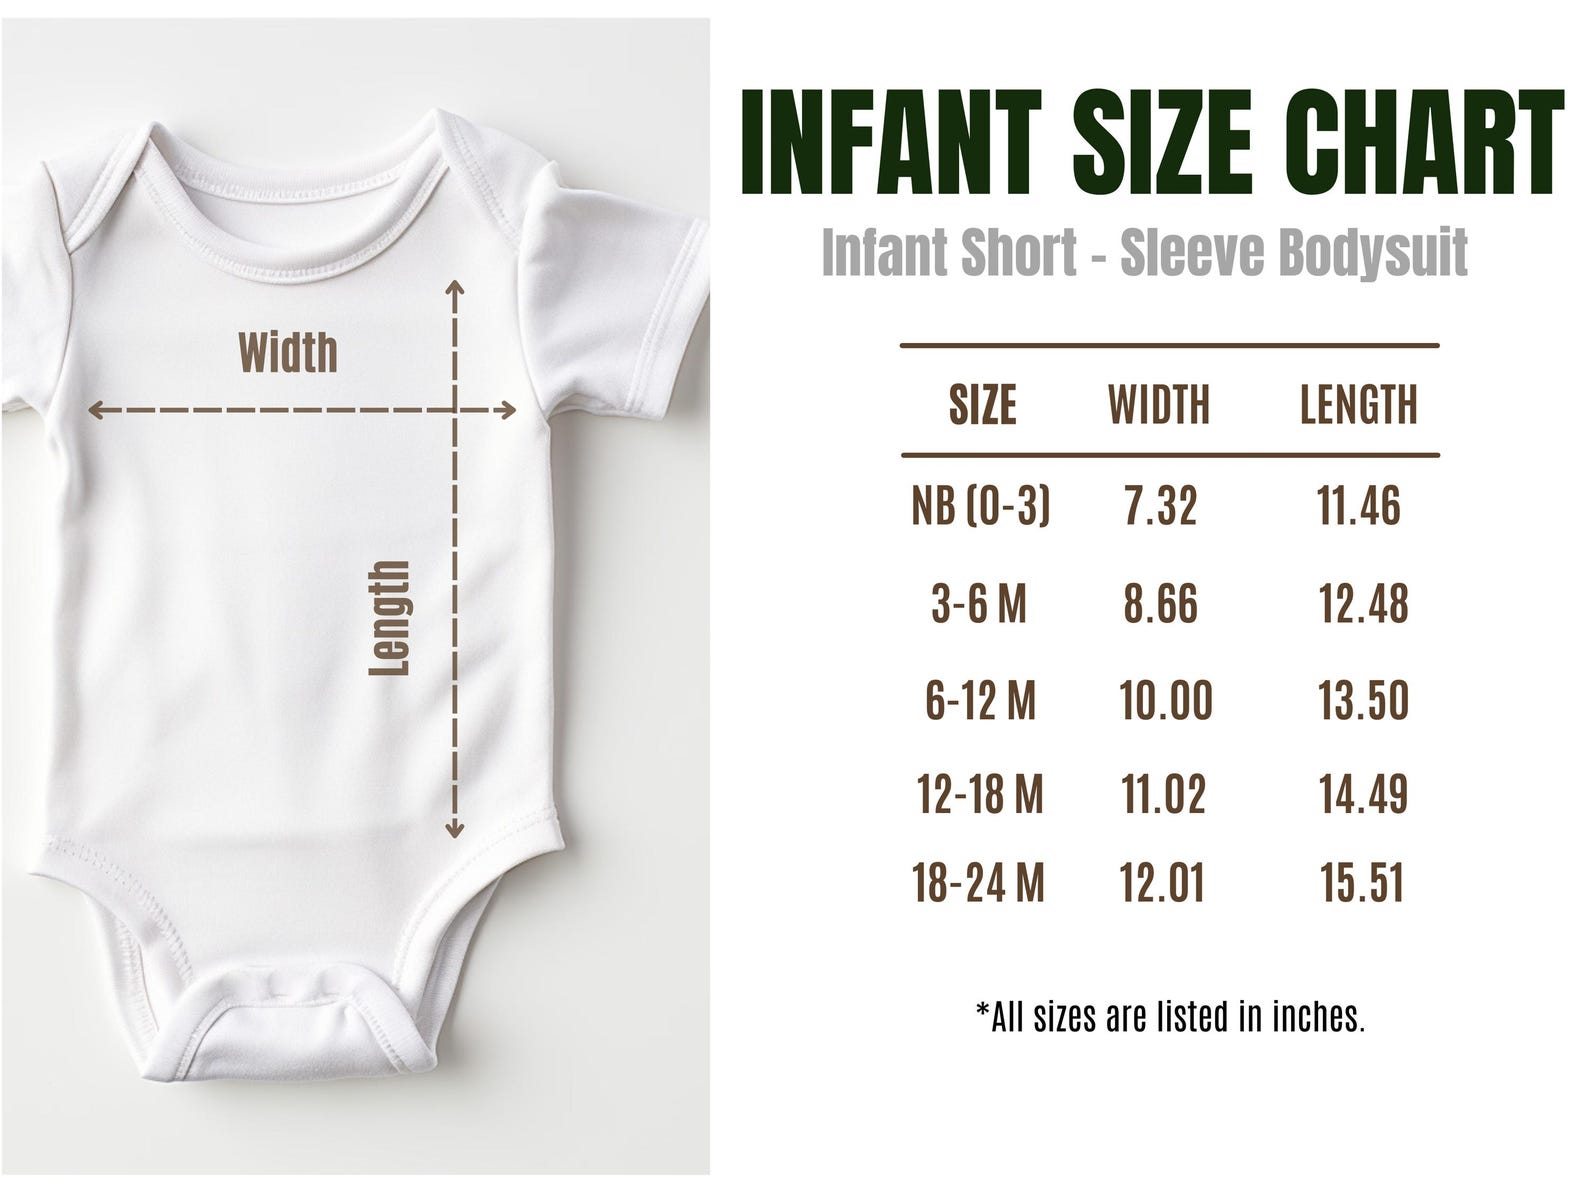 INFANT SIZE CHART
Infant Short - Sleeve Bodysuit
Width
Length
SIZE WIDTH LENGTH
NB (0-3) 7.32 11.46
3-6 M 8.66 12.48
6-12 M 10.00 13.50
12-18 M 11.02 14.49
18-24 M 12.01 15.51
*All sizes are listed in inches.